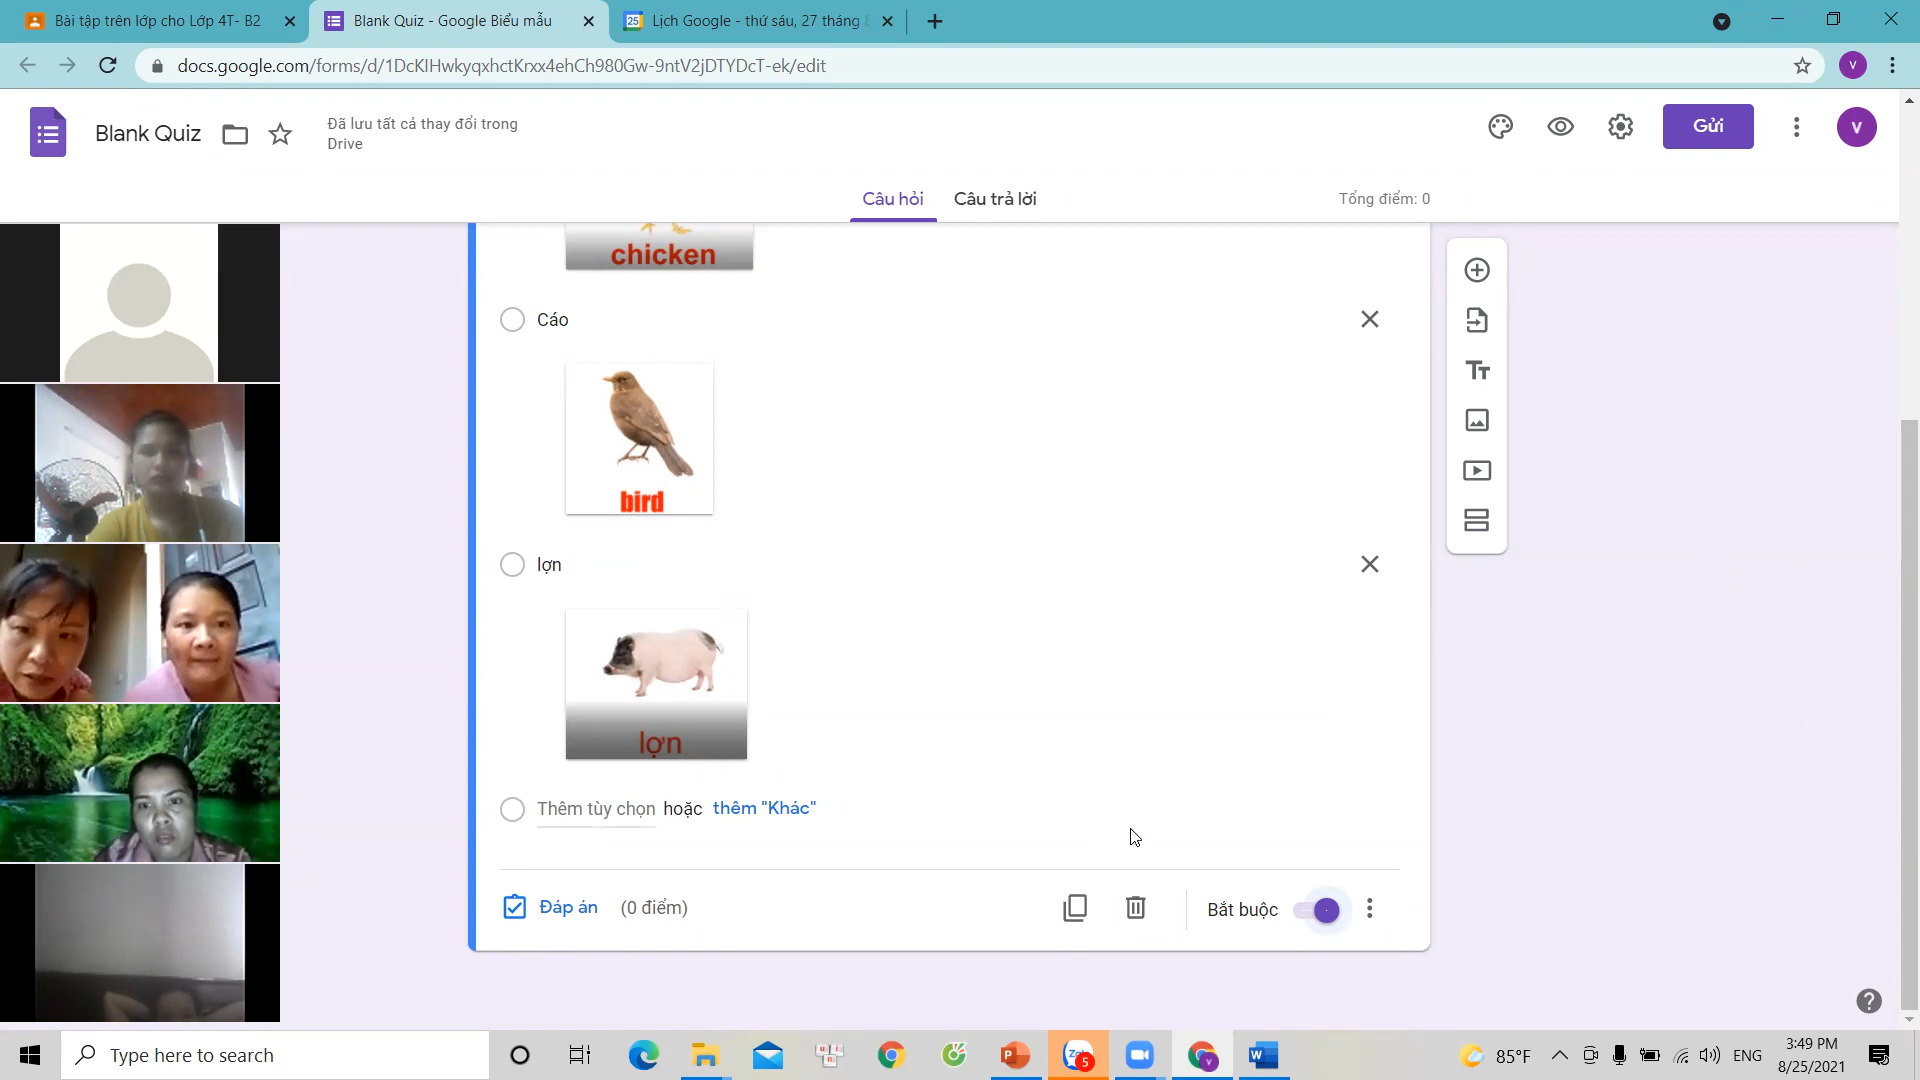 Bài tập trên lớp cho Lớp 4T- B2
Blank Quiz - Google Biểu mẫu
Lịch Google - thứ sáu, 27 tháng
docs.google.com/forms/d/1DcKIHwkyqxhctKrxx4ehCh980Gw-9ntV2jDTYDcT-ek/edit
V
Blank Quiz
Đã lưu tất cả thay đổi trong
Drive
Gửi
V
Câu hỏi
Câu trả lời
Tổng điểm: 0
chicken
Cáo
bird
lợn
lợn
Thêm tùy chọn hoặc thêm "Khác"
Đáp án
(0 điểm)
Bắt buộc
Type here to search
85°F
ENG
3:49 PM
8/25/2021